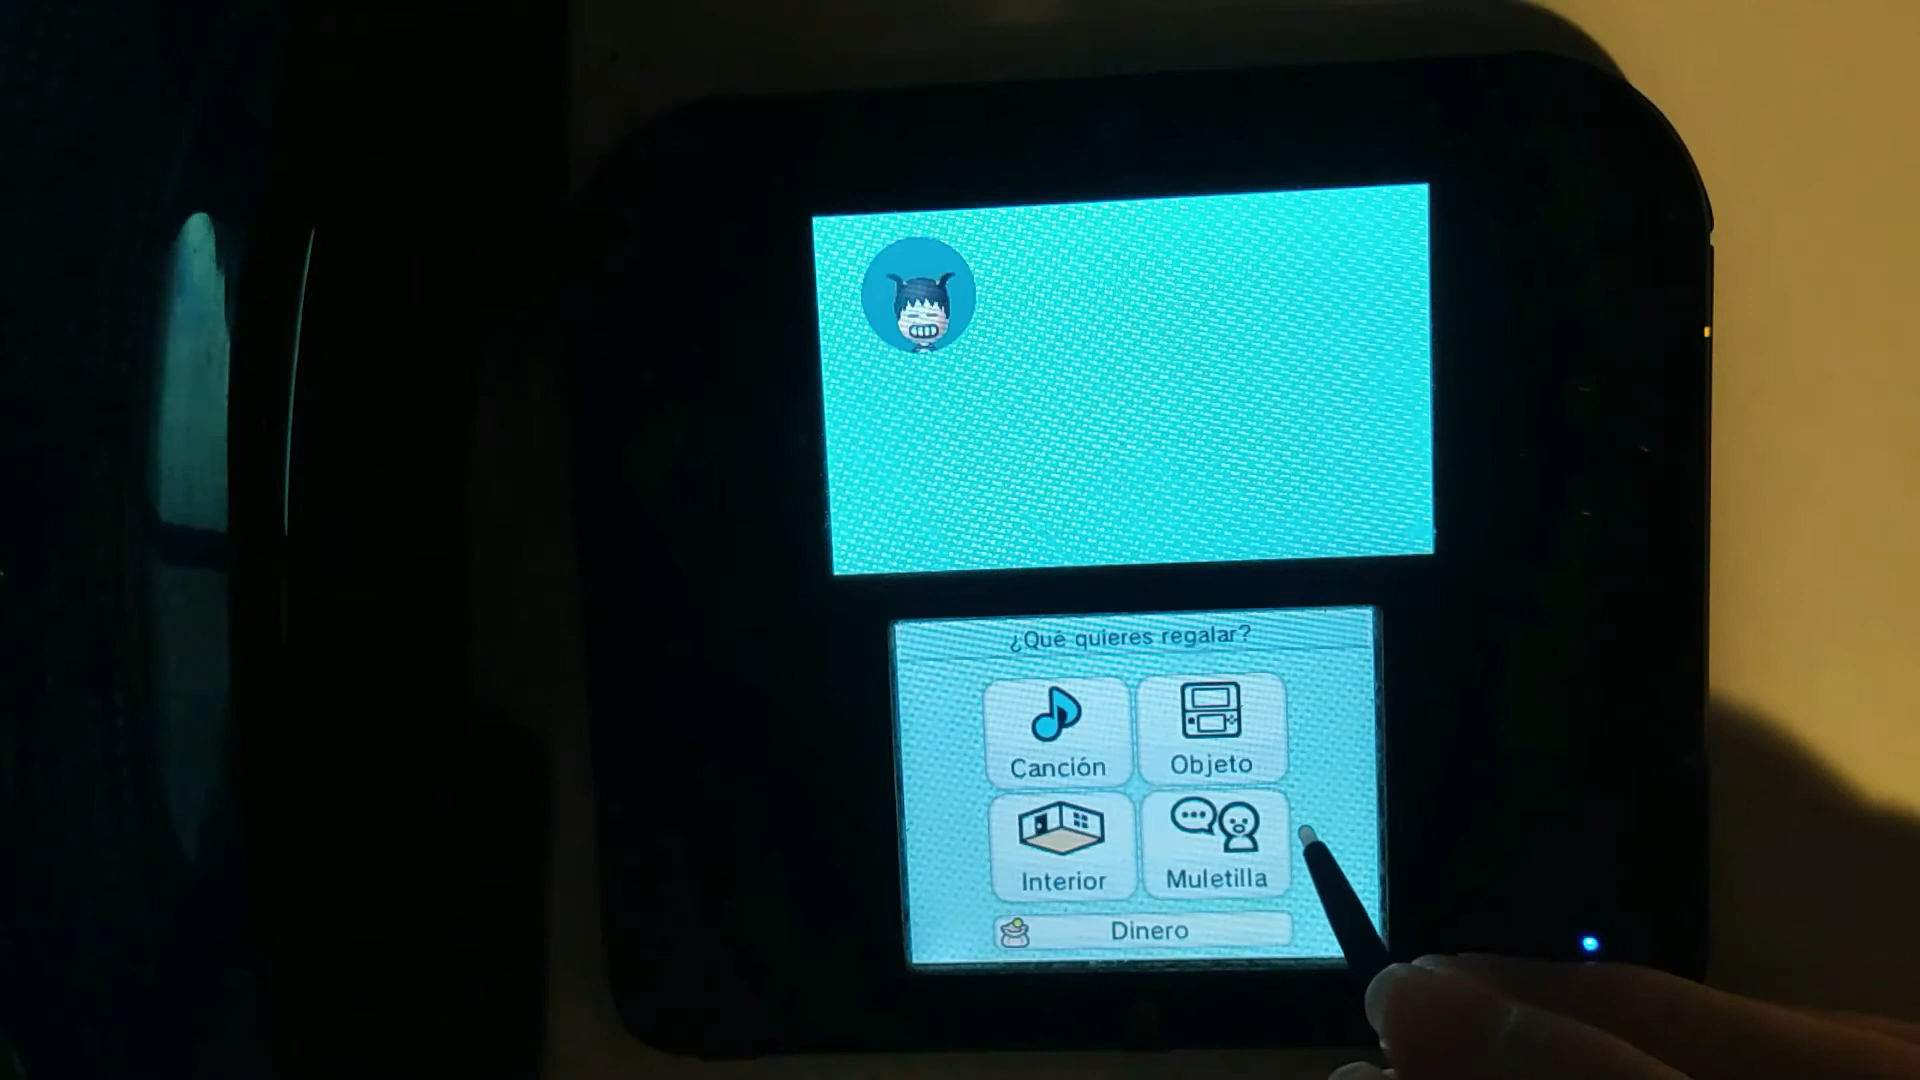 ¿Qué quieres regalar?
Canción
Objeto
Interior
Muletilla
Dinero